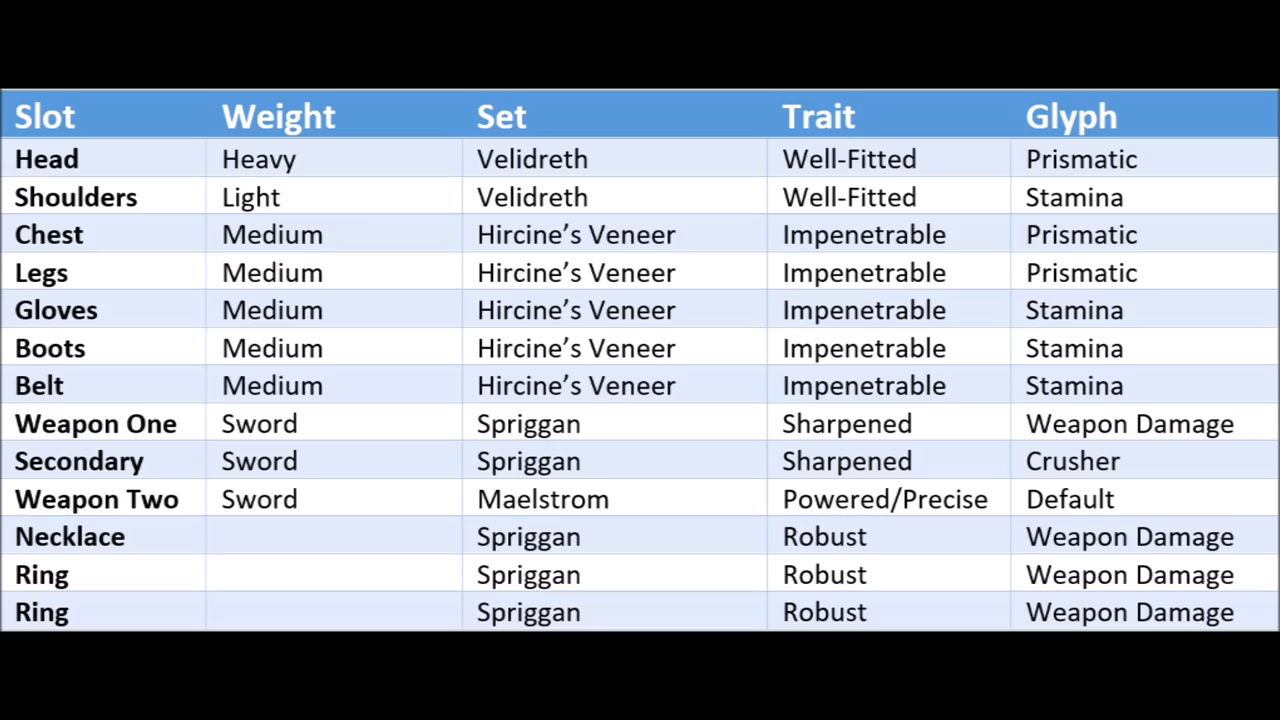 Slot Weight Set Trait Glyph
Head Heavy Velidreth Well-Fitted Prismatic
Shoulders Light Velidreth Well-Fitted Stamina
Chest Medium Hircine’s Veneer Impenetrable Prismatic
Legs Medium Hircine’s Veneer Impenetrable Prismatic
Gloves Medium Hircine’s Veneer Impenetrable Stamina
Boots Medium Hircine’s Veneer Impenetrable Stamina
Belt Medium Hircine’s Veneer Impenetrable Stamina
Weapon One Sword Spriggan Sharpened Weapon Damage
Secondary Sword Spriggan Sharpened Crusher
Weapon Two Sword Maelstrom Powered/Precise Default
Necklace Spriggan Robust Weapon Damage
Ring Spriggan Robust Weapon Damage
Ring Spriggan Robust Weapon Damage